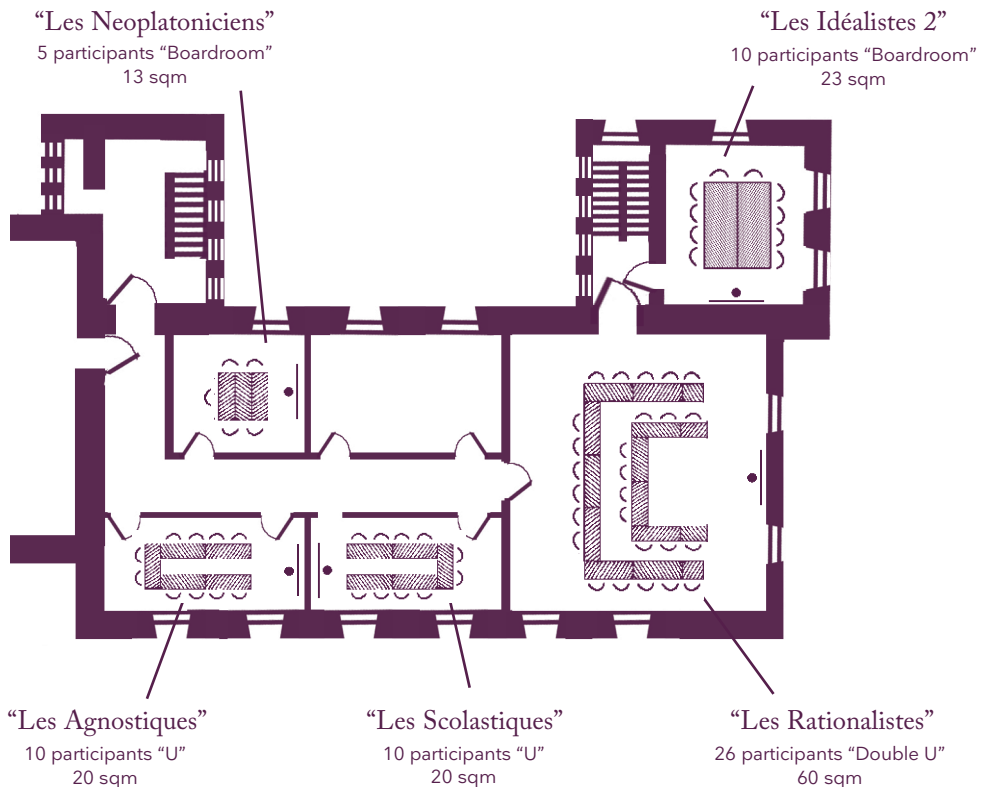 “Les Neoplatoniciens”
5 participants “Boardroom”
13 sqm
“Les Idéalistes 2”
10 participants “Boardroom”
23 sqm
“Les Agnostiques”
10 participants “U”
20 sqm
“Les Scolastiques”
10 participants “U”
20 sqm
“Les Rationalistes”
26 participants “Double U”
60 sqm